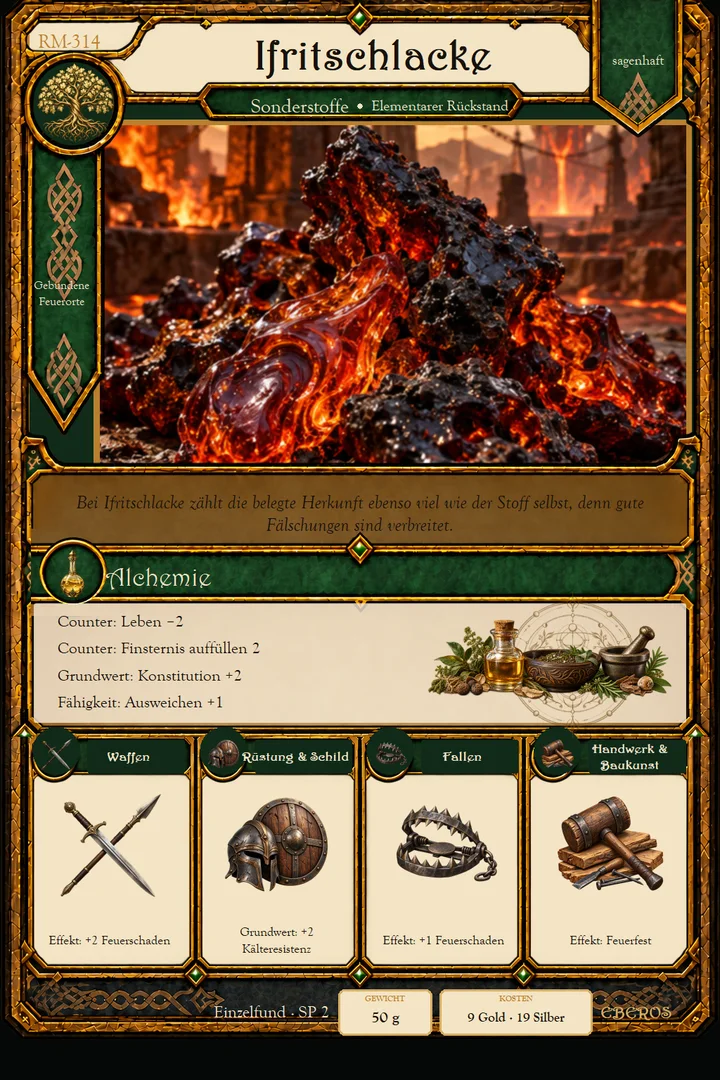 RM-314
Ifritschlacke
sagenhaft
Sonderstoffe • Elementarer Rückstand
Gebundene
Feuerorte
Bei Ifritschlacke zählt die belegte Herkunft ebenso viel wie der Stoff selbst, denn gute
Fälschungen sind verbreitet.
Alchemie
Counter: Leben −2
Counter: Finsternis auffüllen 2
Grundwert: Konstitution +2
Fähigkeit: Ausweichen +1
Waffen
Rüstung & Schild
Fallen
Handwerk &
Baukunst
Effekt: +2 Feuerschaden
Grundwert: +2
Kälteresistenz
Effekt: +1 Feuerschaden
Effekt: Feuerfest
Einzelfund · SP 2
GEWICHT
50 g
KOSTEN
9 Gold · 19 Silber
EBEROS